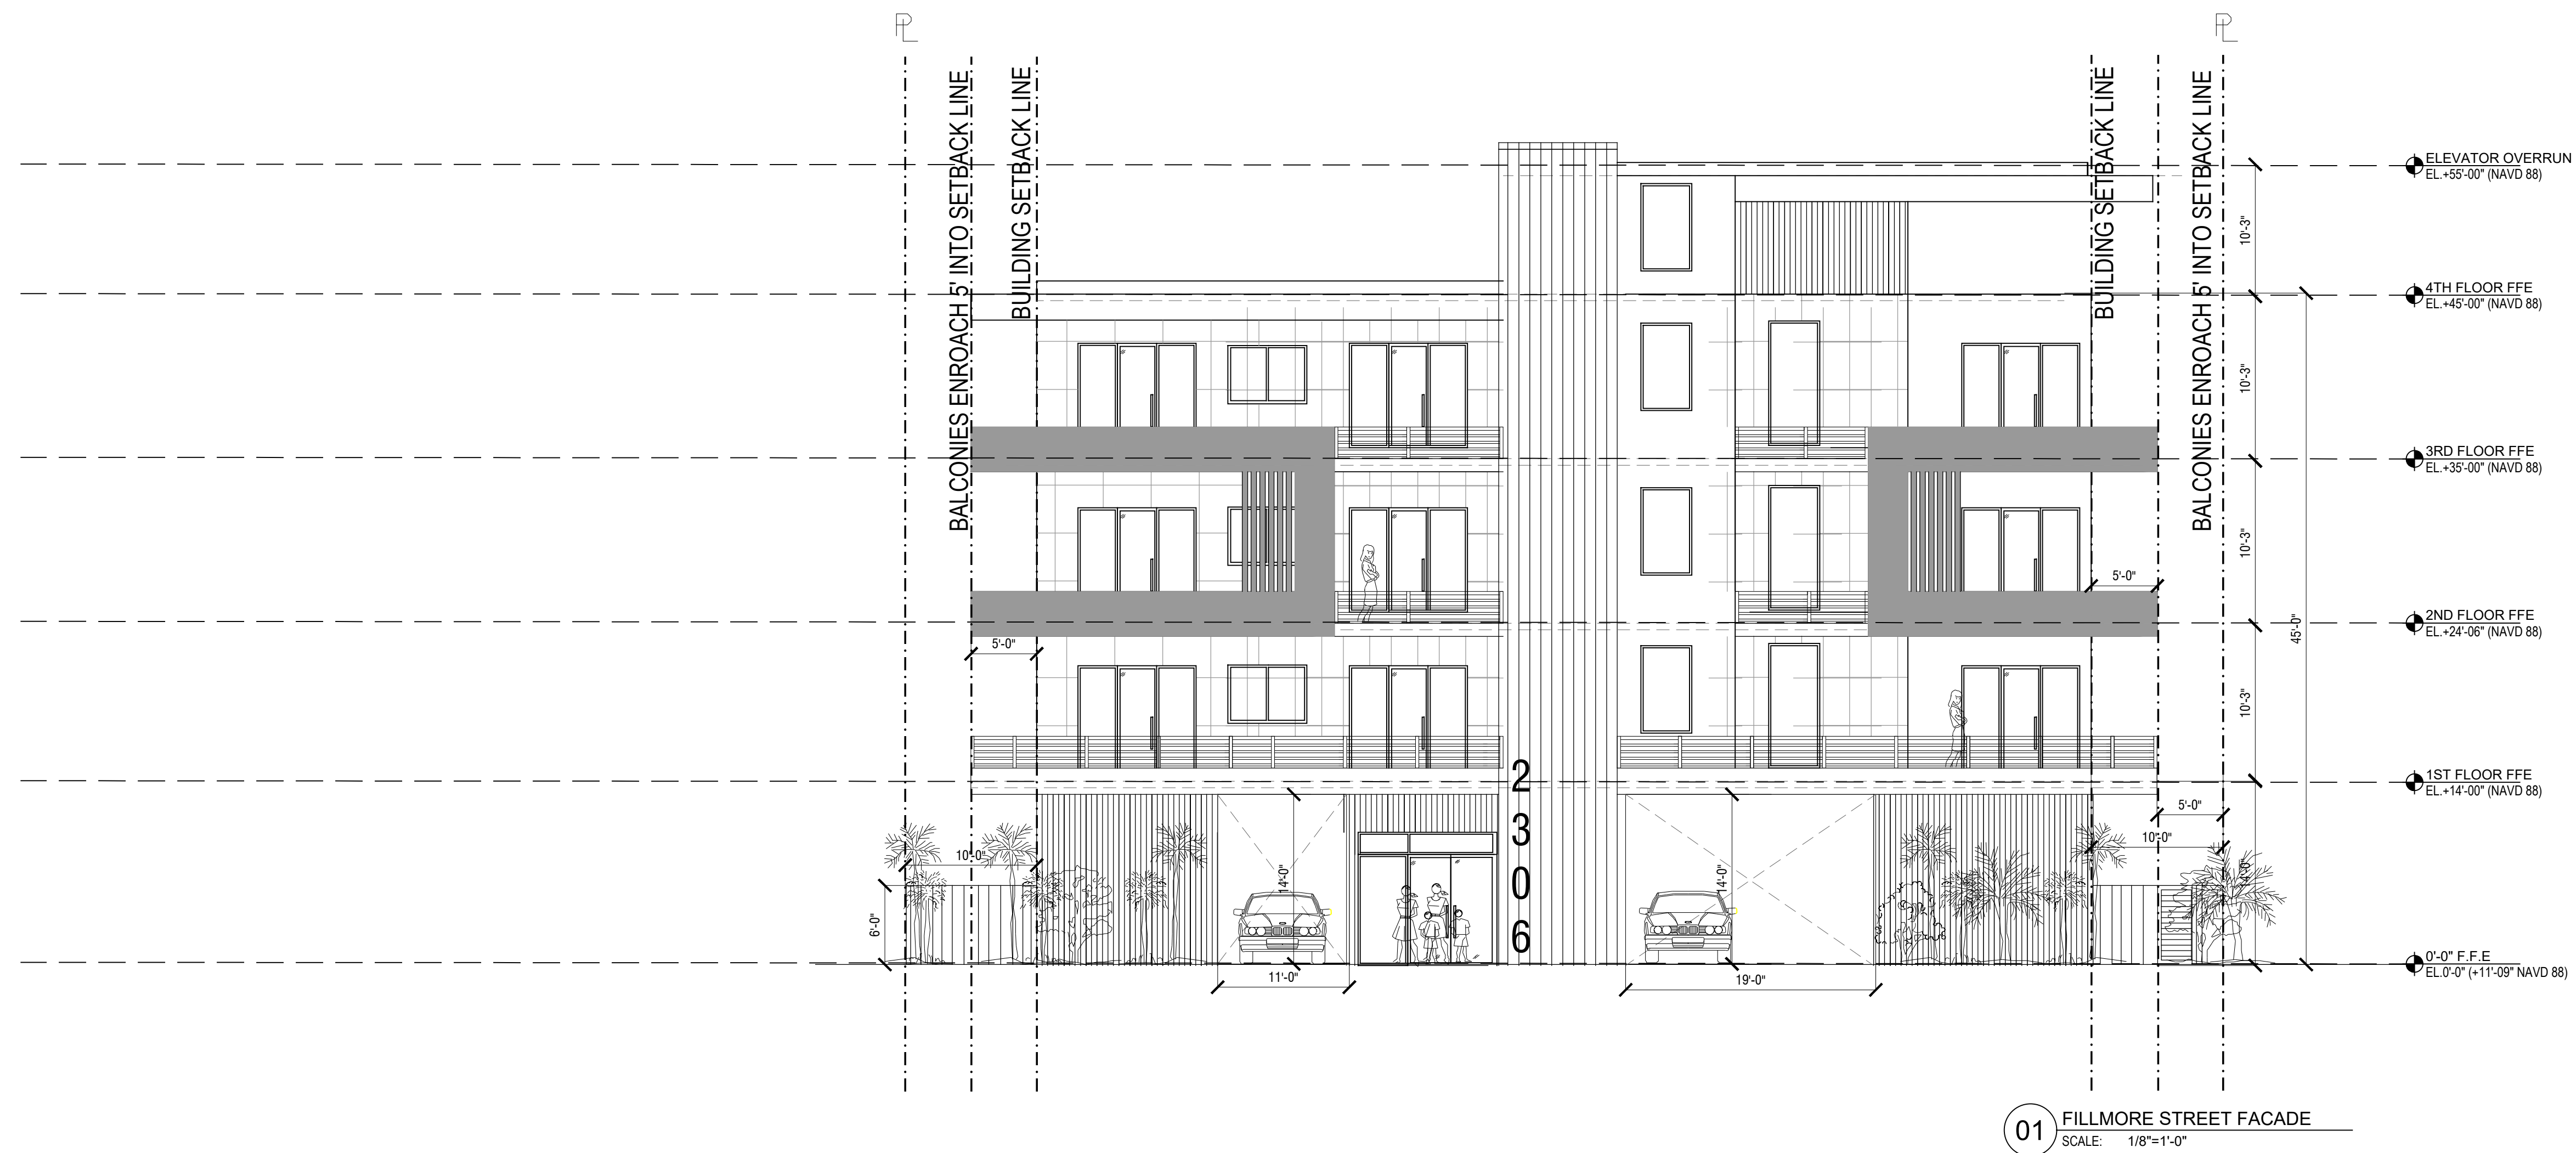 PL
PL
BALCONIES ENROACH 5' INTO SETBACK LINE
BUILDING SETBACK LINE
BUILDING SETBACK LINE
BALCONIES ENROACH 5' INTO SETBACK LINE
ELEVATOR OVERRUN
EL.+55'-00" (NAVD 88)
10'-3"
4TH FLOOR FFE
EL.+45'-00" (NAVD 88)
10'-3"
3RD FLOOR FFE
EL.+35'-00" (NAVD 88)
10'-3"
5'-0"
2ND FLOOR FFE
EL.+24'-06" (NAVD 88)
5'-0"
45'-0"
10'-3"
1ST FLOOR FFE
EL.+14'-00" (NAVD 88)
2
3
0
6
5'-0"
10'-0"
10'-0"
14'-0"
14'-0"
14'-0"
6'-0"
0'-0" F.F.E
EL.0'-0" (+11'-09" NAVD 88)
11'-0"
19'-0"
01
FILLMORE STREET FACADE
SCALE: 1/8"=1'-0"